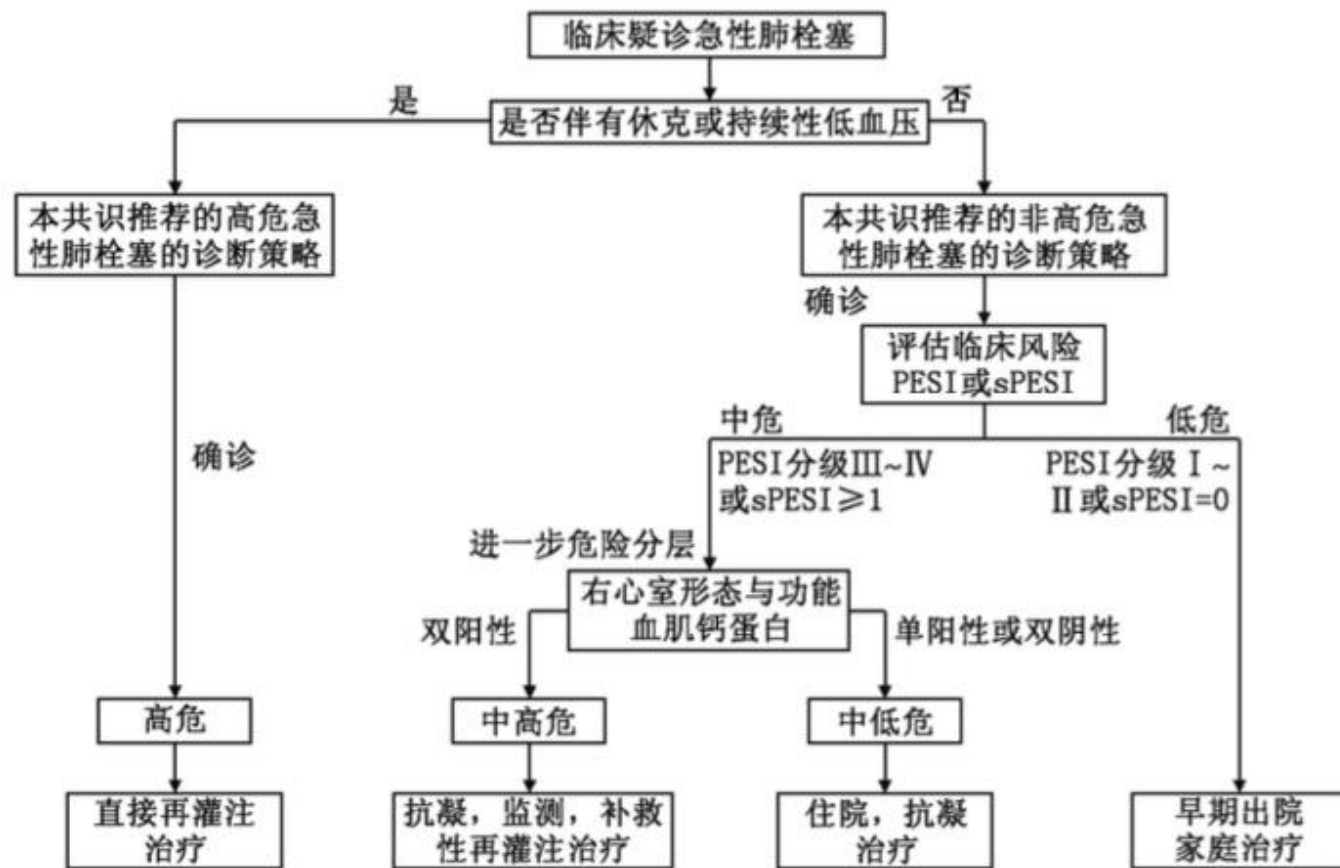 临床疑诊急性肺栓塞
是
是否伴有休克或持续性低血压
否
本共识推荐的高危急
性肺栓塞的诊断策略
本共识推荐的非高危急
性肺栓塞的诊断策略
确诊
评估临床风险
PESI或sPESI
中危
低危
确诊
PESI分级Ⅲ~Ⅳ
或sPESI≥1
PESI分级Ⅰ~
Ⅱ或sPESI=0
进一步危险分层
右心室形态与功能
血肌钙蛋白
双阳性
单阳性或双阴性
高危
中高危
中低危
直接再灌注
治疗
抗凝，监测，补救
性再灌注治疗
住院，抗凝
治疗
早期出院
家庭治疗